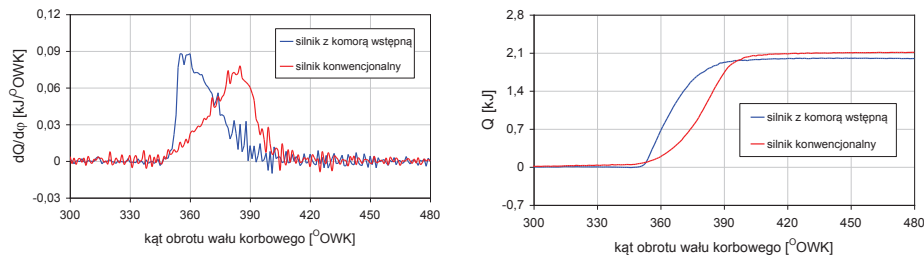 0,12
0,09
0,06
0,03
0
-0,03
dQ/dφ [kJ/OOWK]
silnik z komorą wstępną
silnik konwencjonalny
300 330 360 390 420 450 480
kąt obrotu wału korbowego [OOWK]
2,8
2,1
1,4
0,7
0
-0,7
Q [kJ]
silnik z komorą wstępną
silnik konwencjonalny
300 330 360 390 420 450 480
kąt obrotu wału korbowego [OOWK]